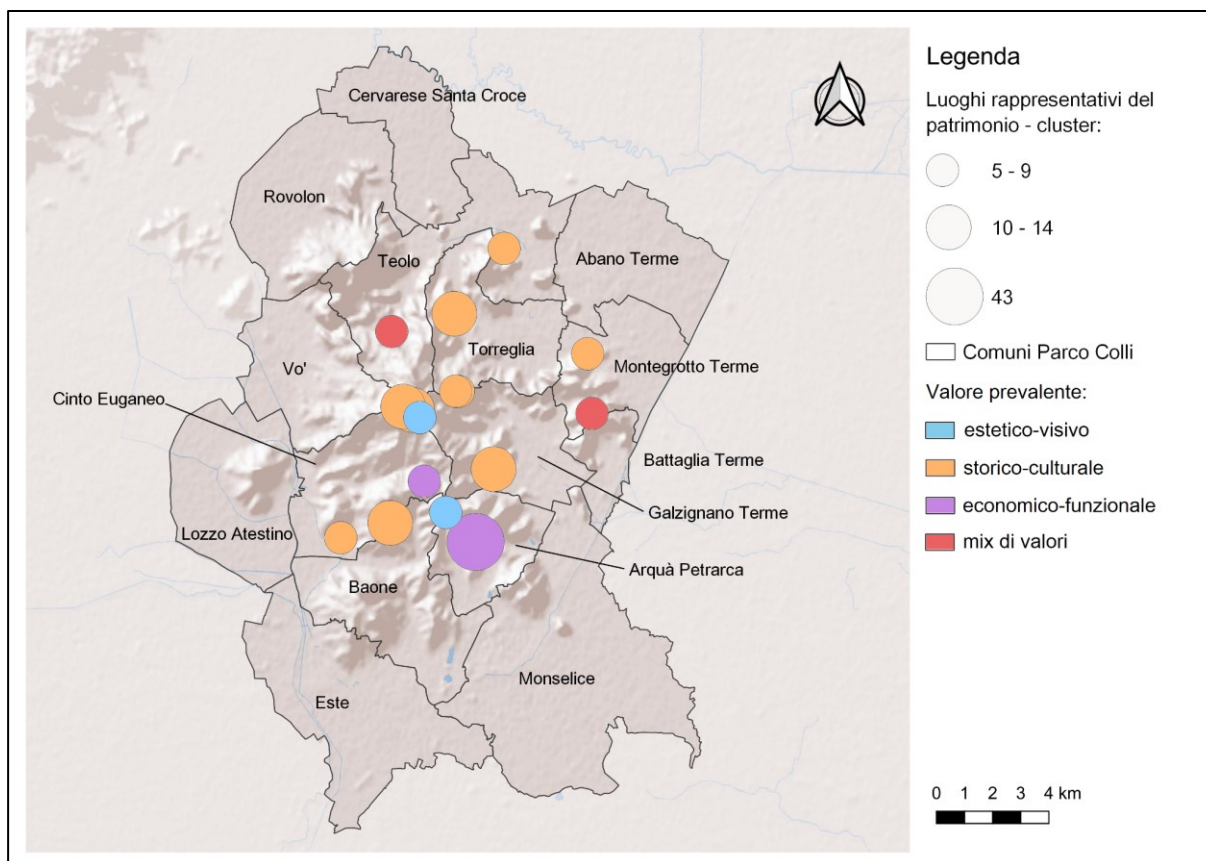 Cervarese Santa Croce
Rovolon
Teolo
Abano Terme
Torreglia
Montegrotto Terme
Vo'
Cinto Euganeo
Battaglia Terme
Galzignano Terme
Lozzo Atestino
Arquà Petrarca
Baone
Monselice
Este
Legenda
Luoghi rappresentativi del
patrimonio - cluster:
5 - 9
10 - 14
43
Comuni Parco Colli
Valore prevalente:
estetico-visivo
storico-culturale
economico-funzionale
mix di valori
0 1 2 3 4 km